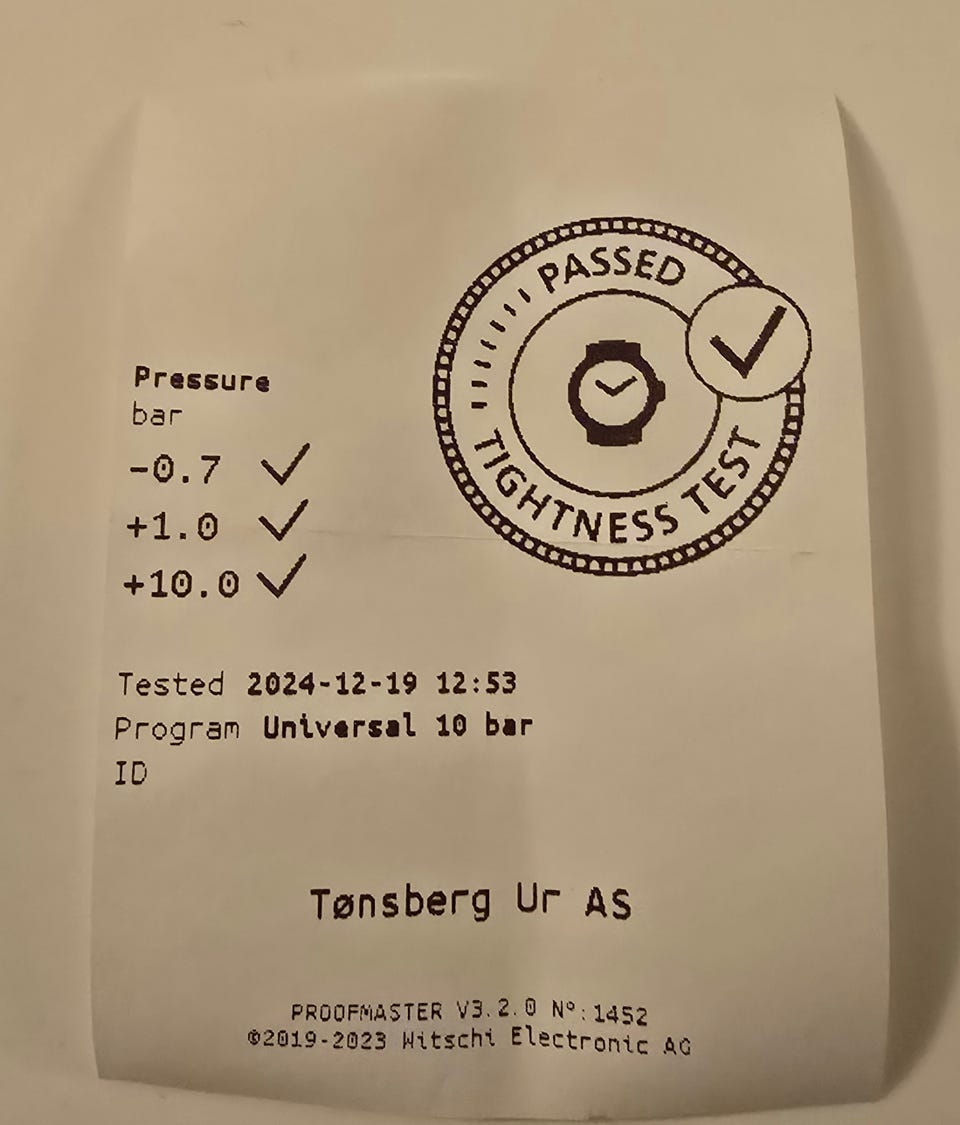 PASSED
TIGHTNESS TEST
Pressure
bar
-0.7
+1.0
+10.0
Tested 2024-12-19 12:53
Program Universal 10 bar
ID
Tønsberg Ur AS
PROOFMASTER V3.2.0 Nº:1452
©2019-2023 Witschi Electronic AG